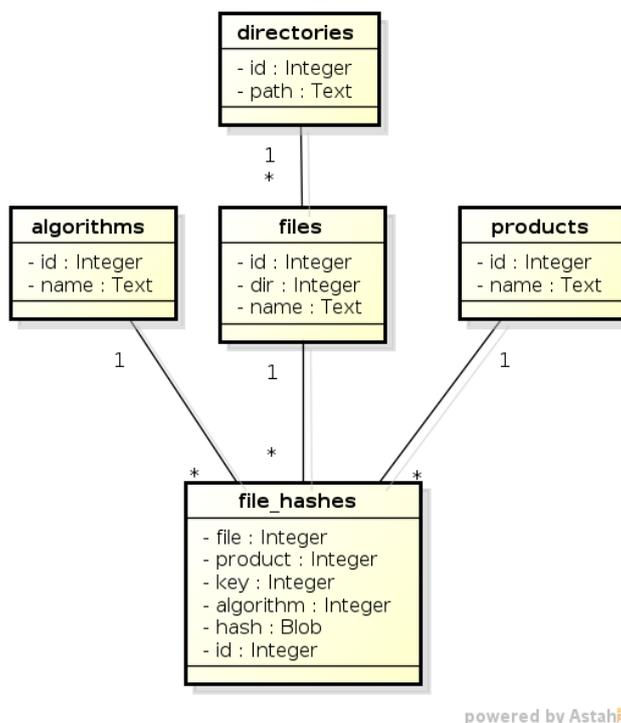 directories
- id : Integer
- path : Text
1
*
algorithms
- id : Integer
- name : Text
files
- id : Integer
- dir : Integer
- name : Text
products
- id : Integer
- name : Text
1
1
1
*
*
*
file_hashes
- file : Integer
- product : Integer
- key : Integer
- algorithm : Integer
- hash : Blob
- id : Integer
powered by Astah